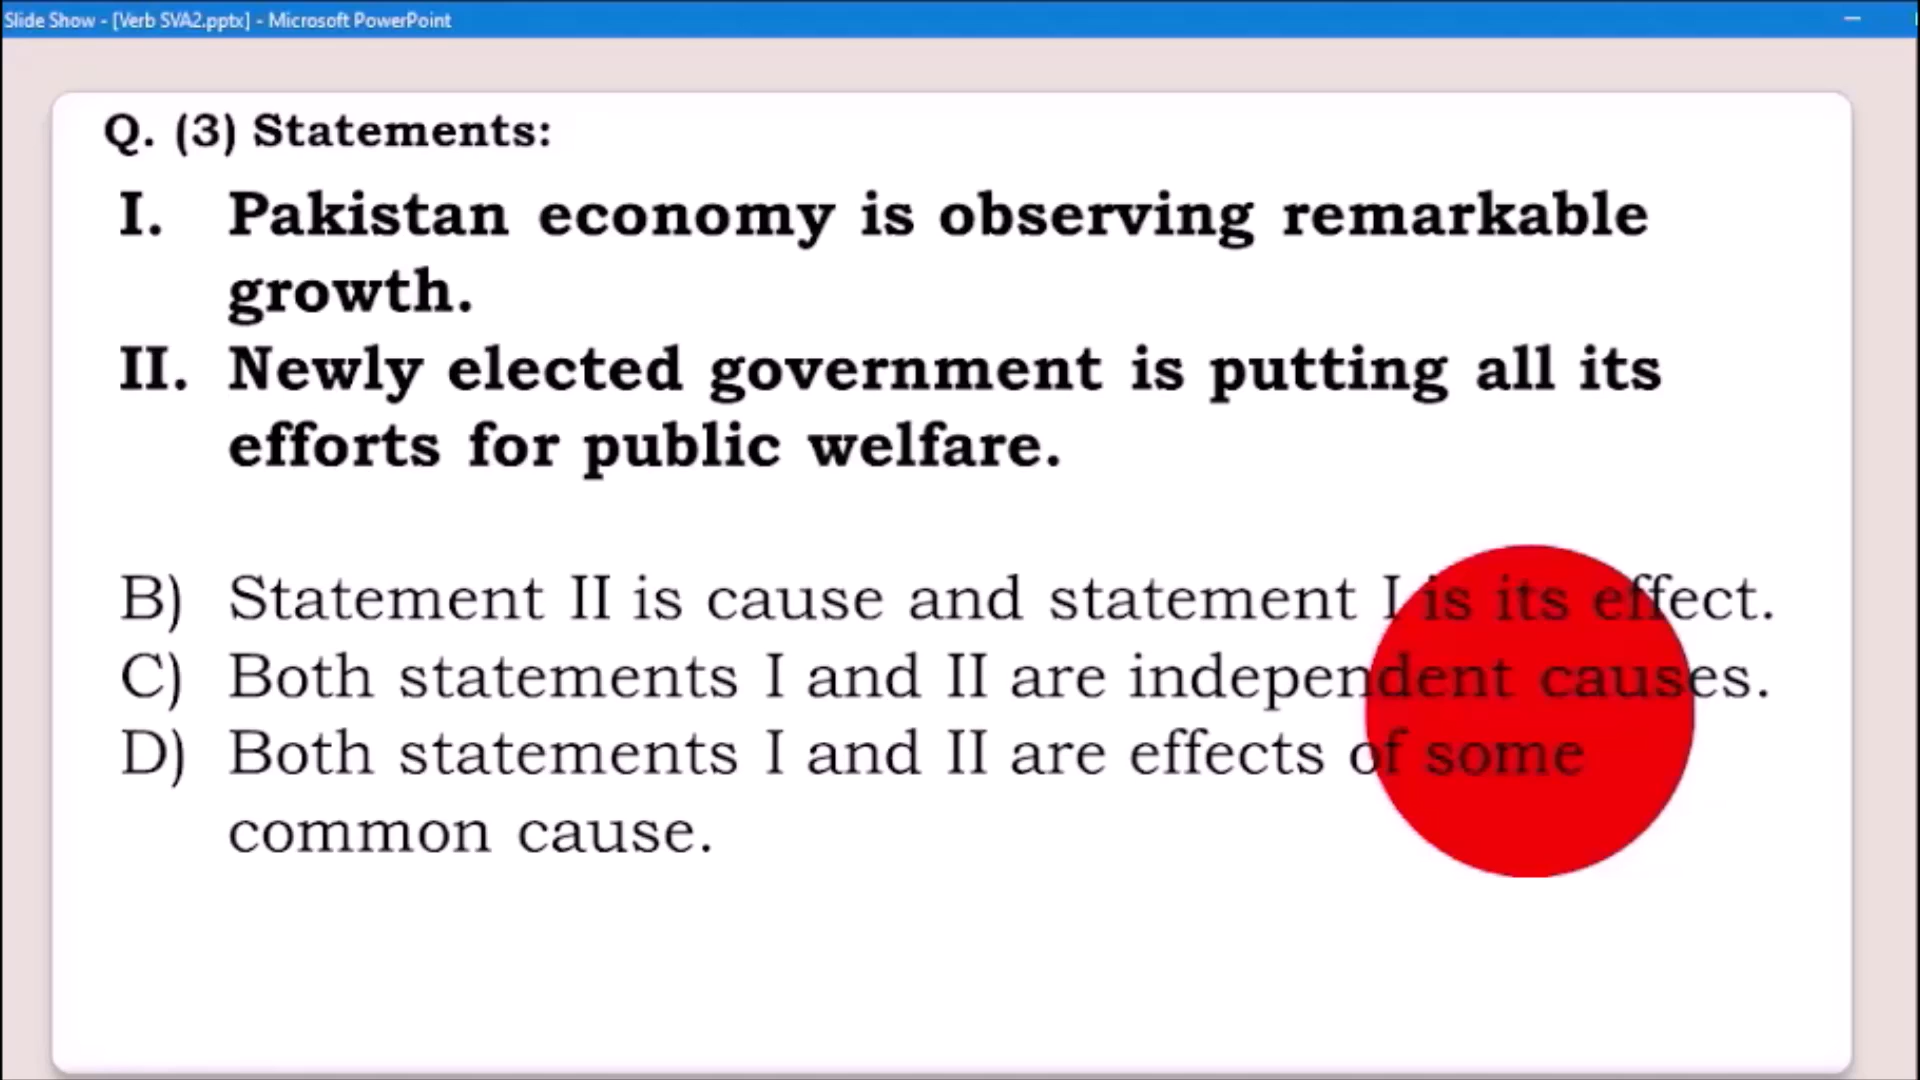 Slide Show - [Verb SVA2.pptx] - Microsoft PowerPoint
Q. (3) Statements:
I. Pakistan economy is observing remarkable
growth.
II. Newly elected government is putting all its
efforts for public welfare.
B) Statement II is cause and statement I is its effect.
C) Both statements I and II are independent causes.
D) Both statements I and II are effects of some
common cause.